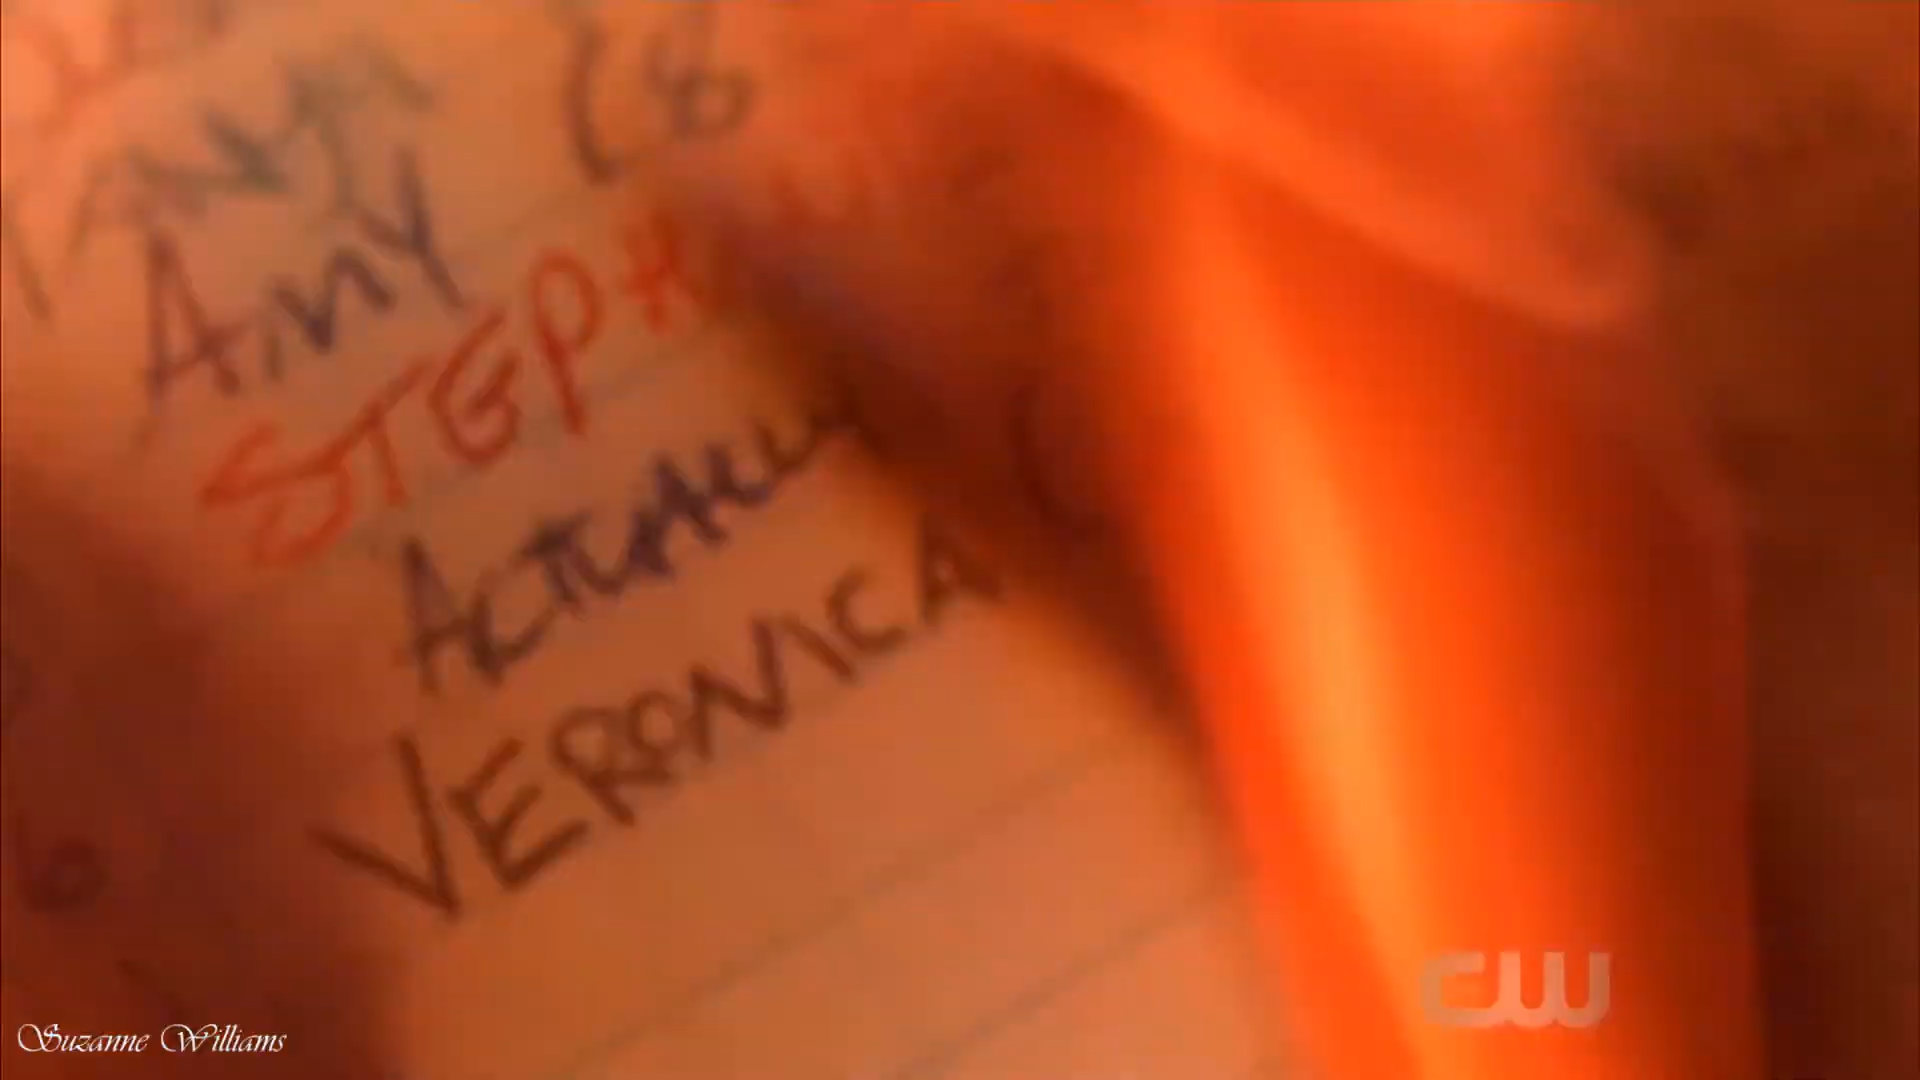 AMY
STEPH
ACTUALLY
VERONICA
CW
Suzanne Williams